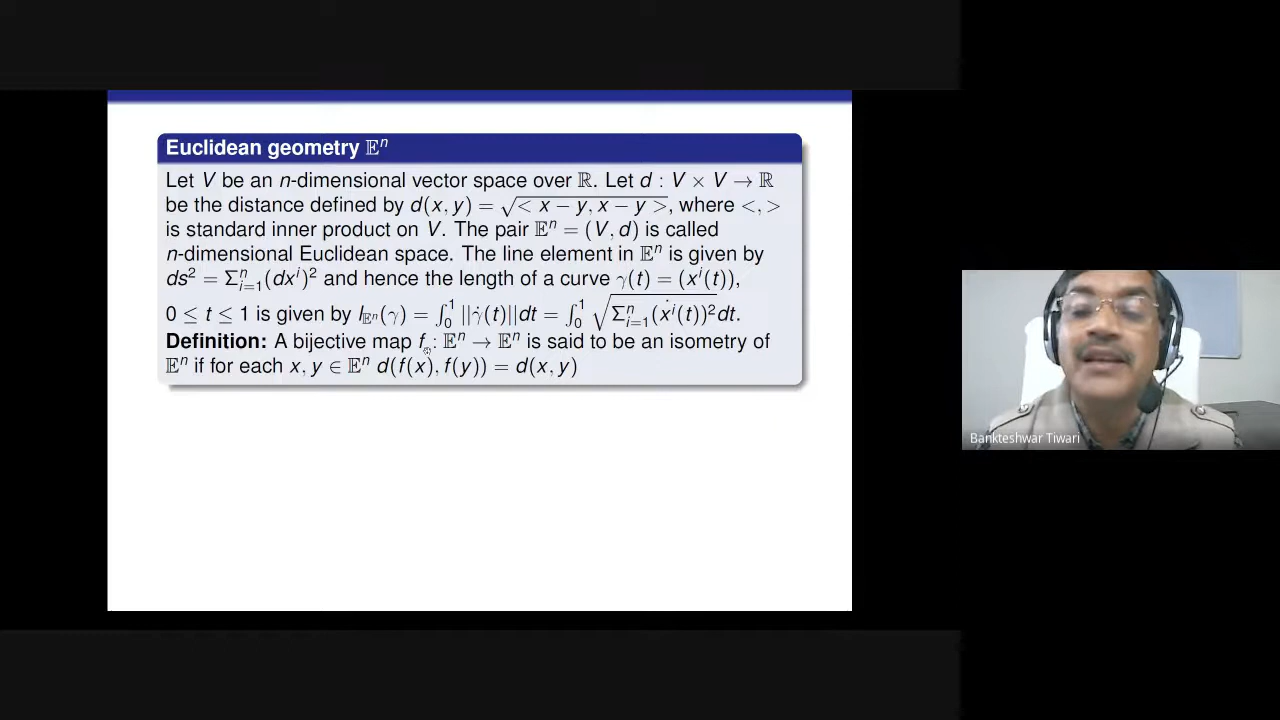 Euclidean geometry 𝔼ⁿ
Let V be an n-dimensional vector space over ℝ. Let d : V × V → ℝ
be the distance defined by d(x, y) = √< x − y, x − y >, where <, >
is standard inner product on V. The pair 𝔼ⁿ = (V, d) is called
n-dimensional Euclidean space. The line element in 𝔼ⁿ is given by
ds² = Σⁿᵢ₌₁(dxⁱ)² and hence the length of a curve γ(t) = (xⁱ(t)),
0 ≤ t ≤ 1 is given by l_𝔼ⁿ(γ) = ∫₀¹ ||γ̇(t)||dt = ∫₀¹ √Σⁿᵢ₌₁(ẋⁱ(t))²dt.
Definition: A bijective map f : 𝔼ⁿ → 𝔼ⁿ is said to be an isometry of
𝔼ⁿ if for each x, y ∈ 𝔼ⁿ d(f(x), f(y)) = d(x, y)
Bankteshwar Tiwari